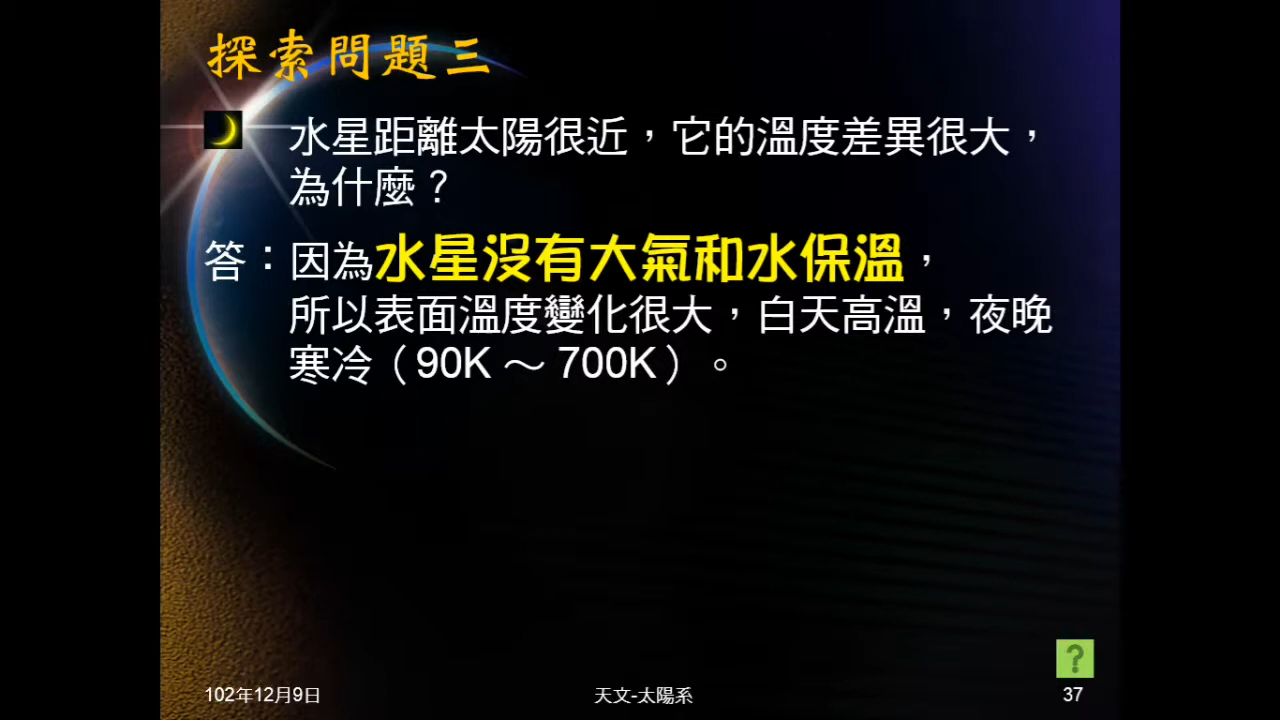 探索問題三
水星距離太陽很近，它的溫度差異很大，
為什麼？
答：因為水星沒有大氣和水保溫，
所以表面溫度變化很大，白天高溫，夜晚
寒冷（90K ～ 700K）。
?
102年12月9日
天文-太陽系
37